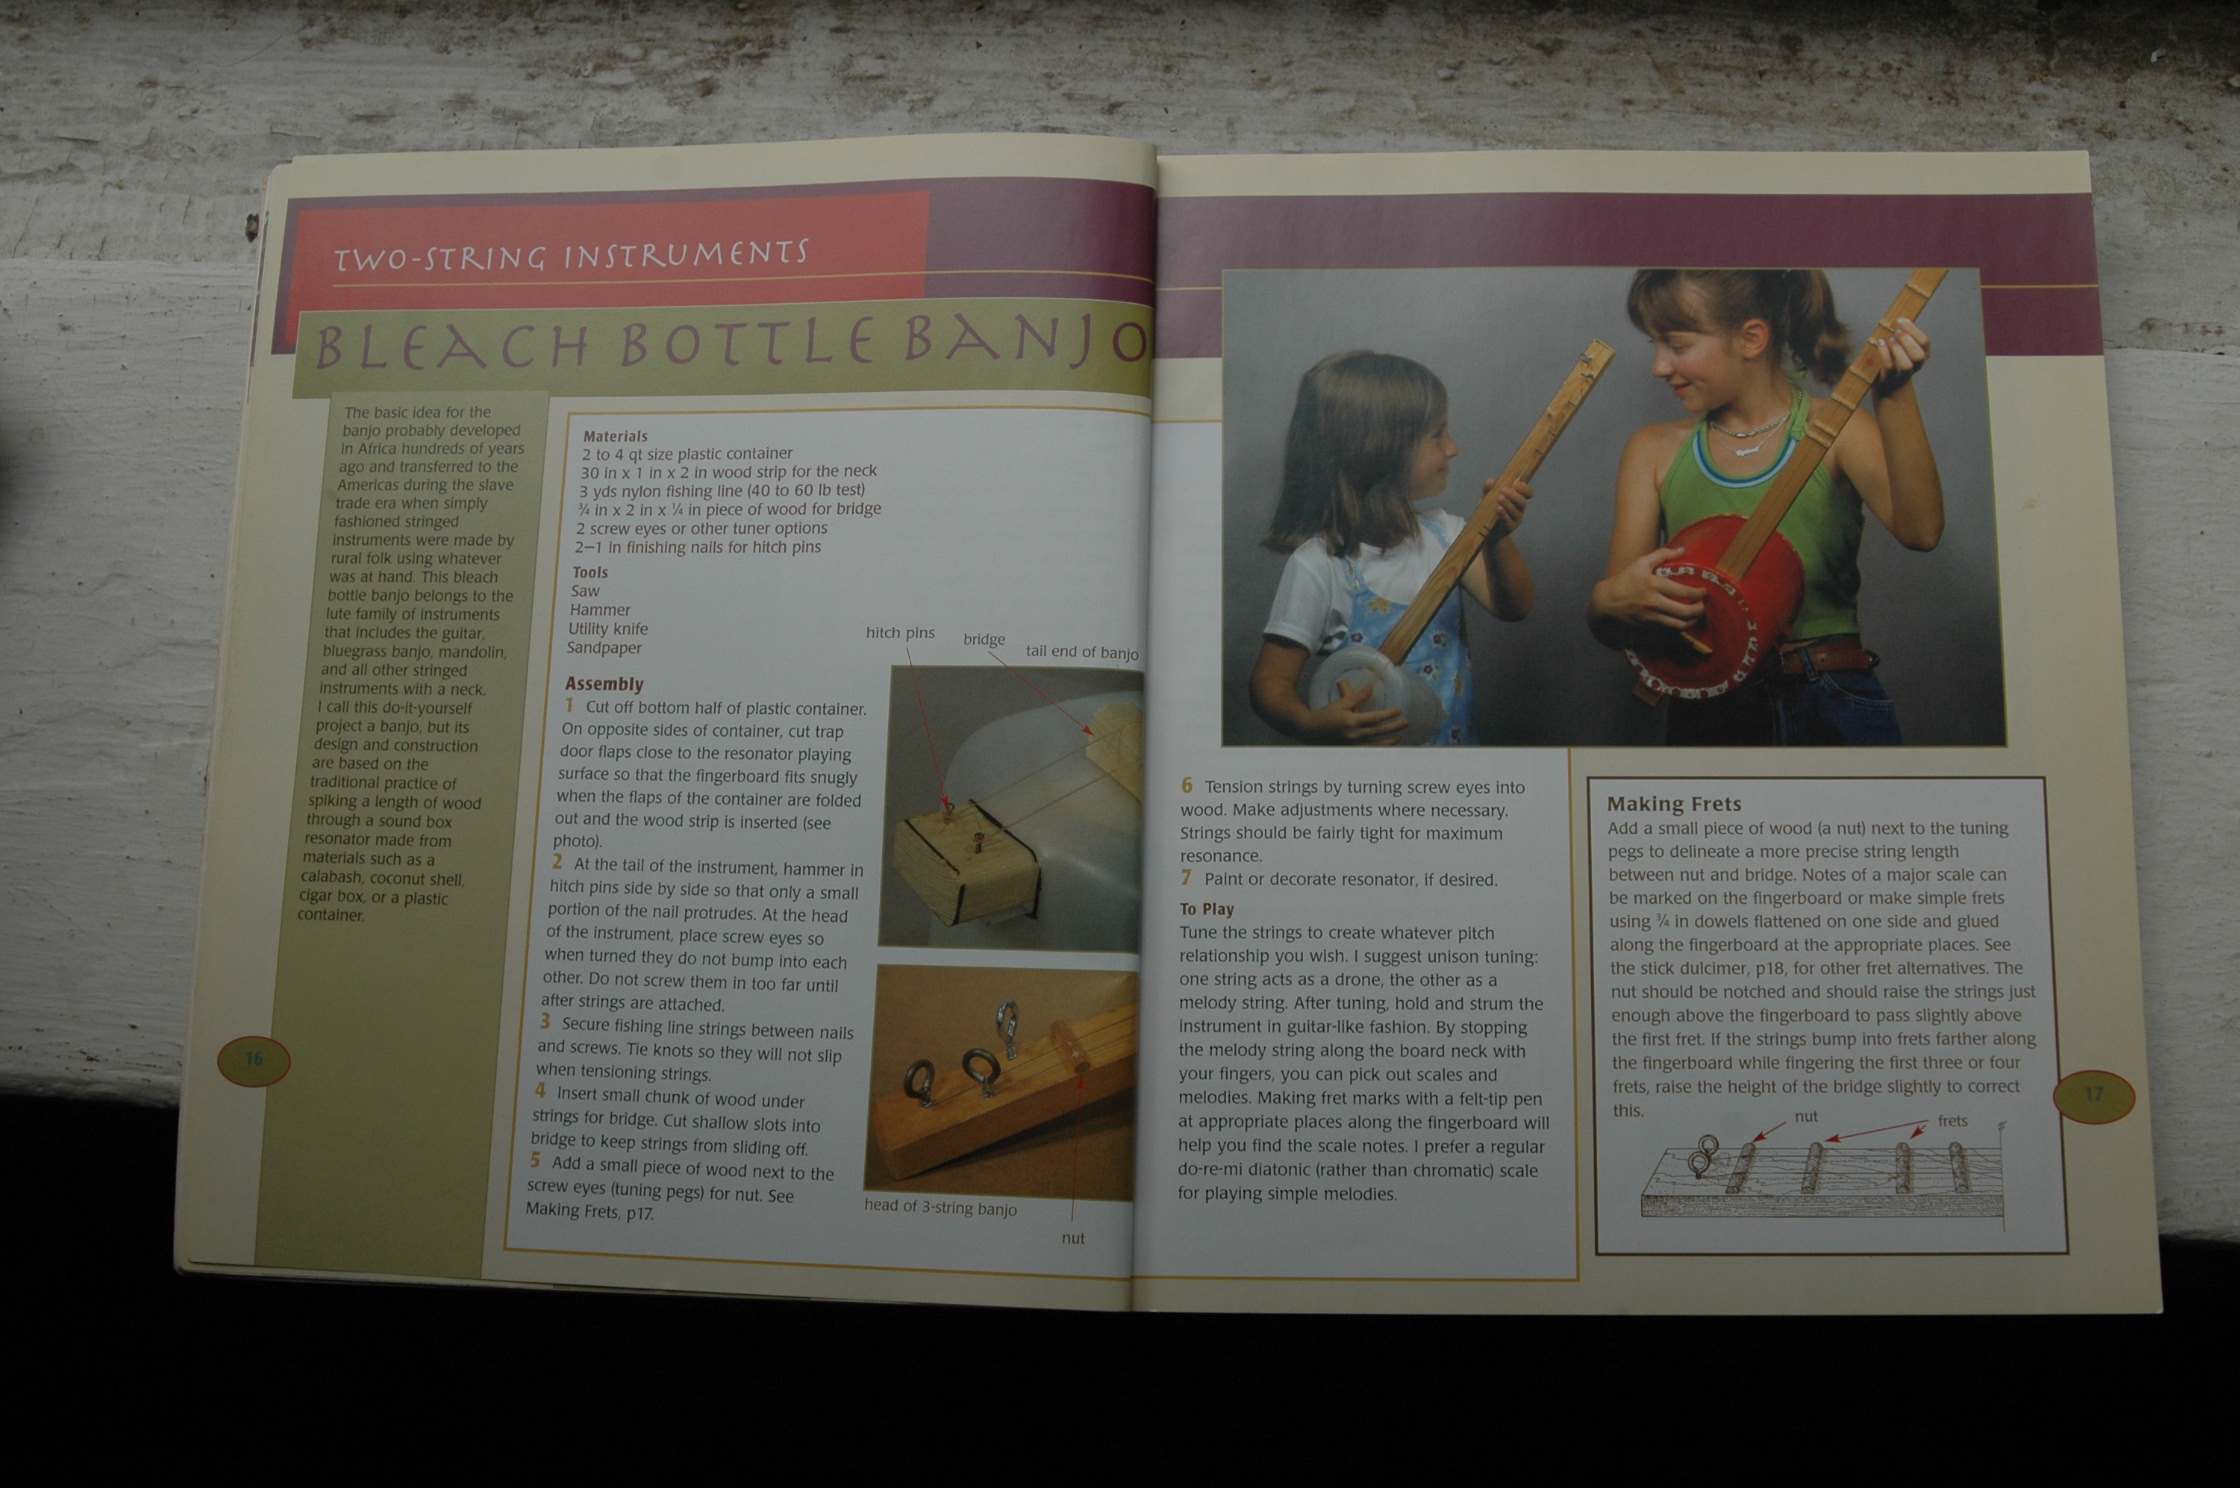 TWO-STRING INSTRUMENTS
BLEACH BOTTLE BANJO
The basic idea for the
banjo probably developed
in Africa hundreds of years
ago and transferred to the
Americas during the slave
trade era when simply
fashioned stringed
instruments were made by
rural folk using whatever
was at hand. This bleach
bottle banjo belongs to the
lute family of instruments
that includes the guitar,
bluegrass banjo, mandolin,
and all other stringed
instruments with a neck.
I call this do-it-yourself
project a banjo, but its
design and construction
are based on the
traditional practice of
spiking a length of wood
through a sound box
resonator made from
materials such as a
calabash, coconut shell,
cigar box, or a plastic
container.
16
Materials
2 to 4 qt size plastic container
30 in x 1 in x 2 in wood strip for the neck
3 yds nylon fishing line (40 to 60 lb test)
¾ in x 2 in x ¼ in piece of wood for bridge
2 screw eyes or other tuner options
2–1 in finishing nails for hitch pins
Tools
Saw
Hammer
Utility knife
Sandpaper
Assembly
1 Cut off bottom half of plastic container.
On opposite sides of container, cut trap
door flaps close to the resonator playing
surface so that the fingerboard fits snugly
when the flaps of the container are folded
out and the wood strip is inserted (see
photo).
2 At the tail of the instrument, hammer in
hitch pins side by side so that only a small
portion of the nail protrudes. At the head
of the instrument, place screw eyes so
when turned they do not bump into each
other. Do not screw them in too far until
after strings are attached.
3 Secure fishing line strings between nails
and screws. Tie knots so they will not slip
when tensioning strings.
4 Insert small chunk of wood under
strings for bridge. Cut shallow slots into
bridge to keep strings from sliding off.
5 Add a small piece of wood next to the
screw eyes (tuning pegs) for nut. See
Making Frets, p17.
hitch pins
bridge
tail end of banjo
head of 3-string banjo
nut
6 Tension strings by turning screw eyes into
wood. Make adjustments where necessary.
Strings should be fairly tight for maximum
resonance.
7 Paint or decorate resonator, if desired.
To Play
Tune the strings to create whatever pitch
relationship you wish. I suggest unison tuning:
one string acts as a drone, the other as a
melody string. After tuning, hold and strum the
instrument in guitar-like fashion. By stopping
the melody string along the board neck with
your fingers, you can pick out scales and
melodies. Making fret marks with a felt-tip pen
at appropriate places along the fingerboard will
help you find the scale notes. I prefer a regular
do-re-mi diatonic (rather than chromatic) scale
for playing simple melodies.
Making Frets
Add a small piece of wood (a nut) next to the tuning
pegs to delineate a more precise string length
between nut and bridge. Notes of a major scale can
be marked on the fingerboard or make simple frets
using ¼ in dowels flattened on one side and glued
along the fingerboard at the appropriate places. See
the stick dulcimer, p18, for other fret alternatives. The
nut should be notched and should raise the strings just
enough above the fingerboard to pass slightly above
the first fret. If the strings bump into frets farther along
the fingerboard while fingering the first three or four
frets, raise the height of the bridge slightly to correct
this.
nut
frets
17